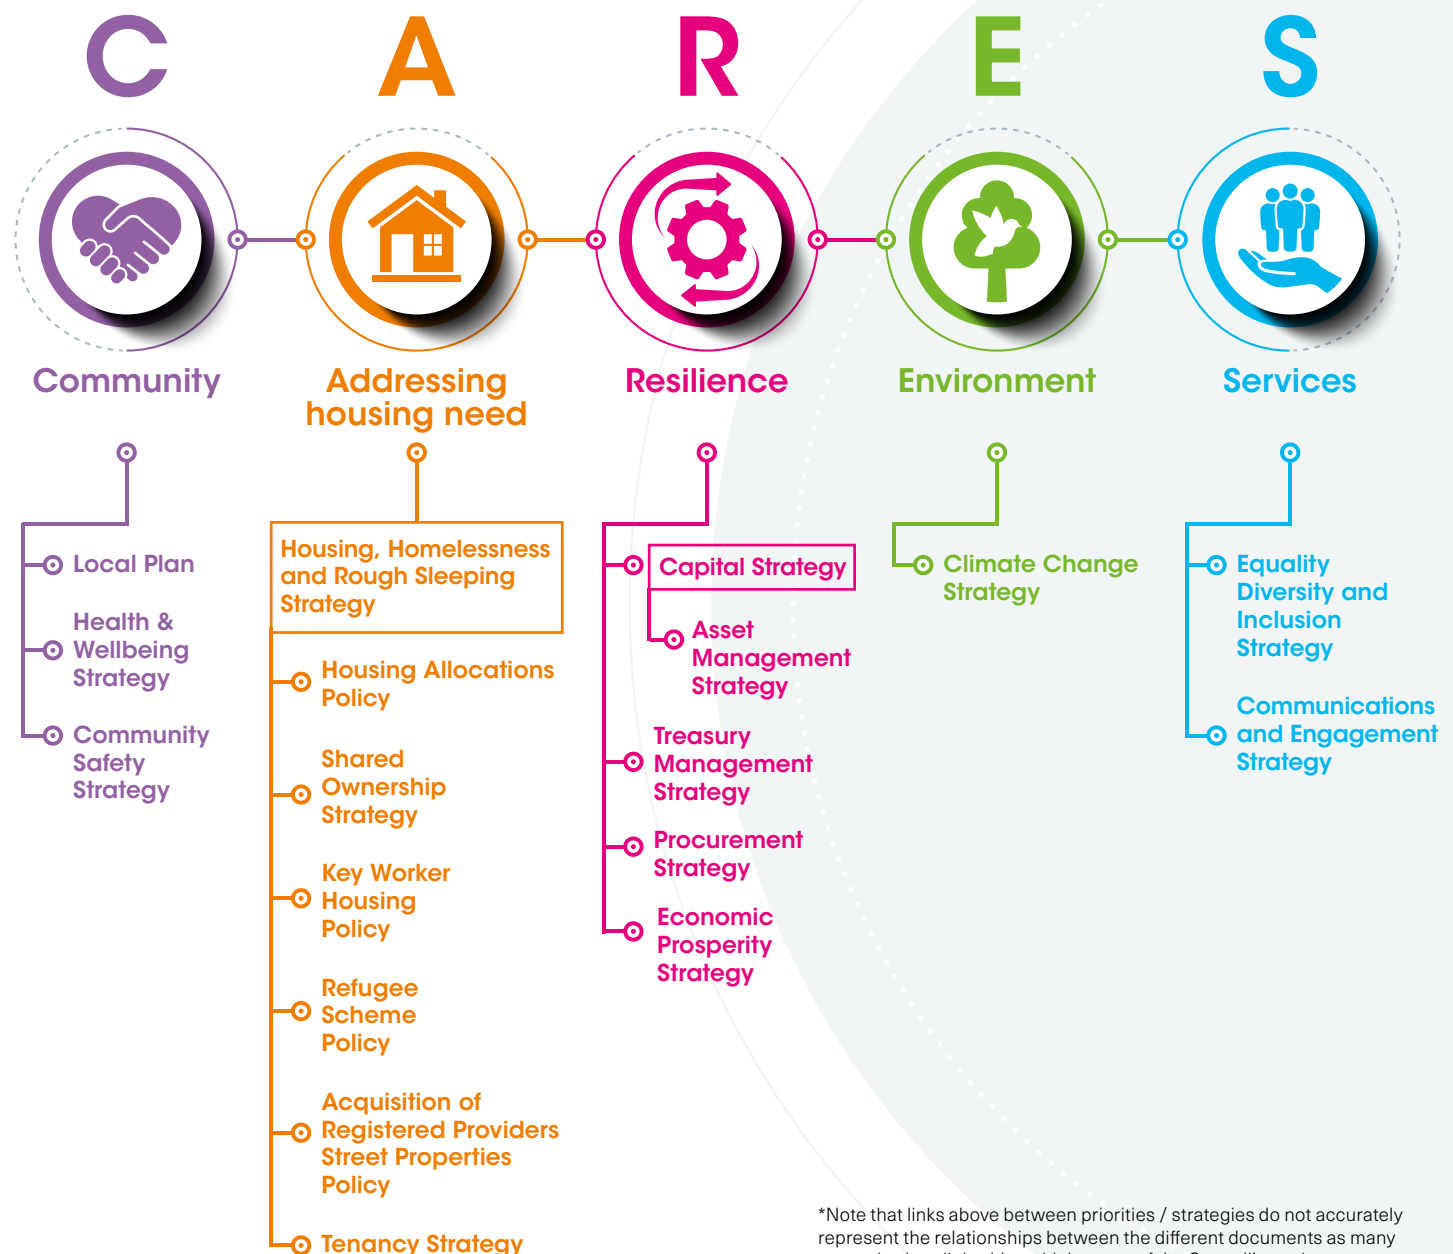 C
A
R
E
S
Community
Addressing
housing need
Resilience
Environment
Services
Local Plan
Health &
Wellbeing
Strategy
Community
Safety
Strategy
Housing, Homelessness
and Rough Sleeping
Strategy
Housing Allocations
Policy
Shared
Ownership
Strategy
Key Worker
Housing
Policy
Refugee
Scheme
Policy
Acquisition of
Registered Providers
Street Properties
Policy
Tenancy Strategy
Capital Strategy
Asset
Management
Strategy
Treasury
Management
Strategy
Procurement
Strategy
Economic
Prosperity
Strategy
Climate Change
Strategy
Equality
Diversity and
Inclusion
Strategy
Communications
and Engagement
Strategy
*Note that links above between priorities / strategies do not accurately
represent the relationships between the different documents as many